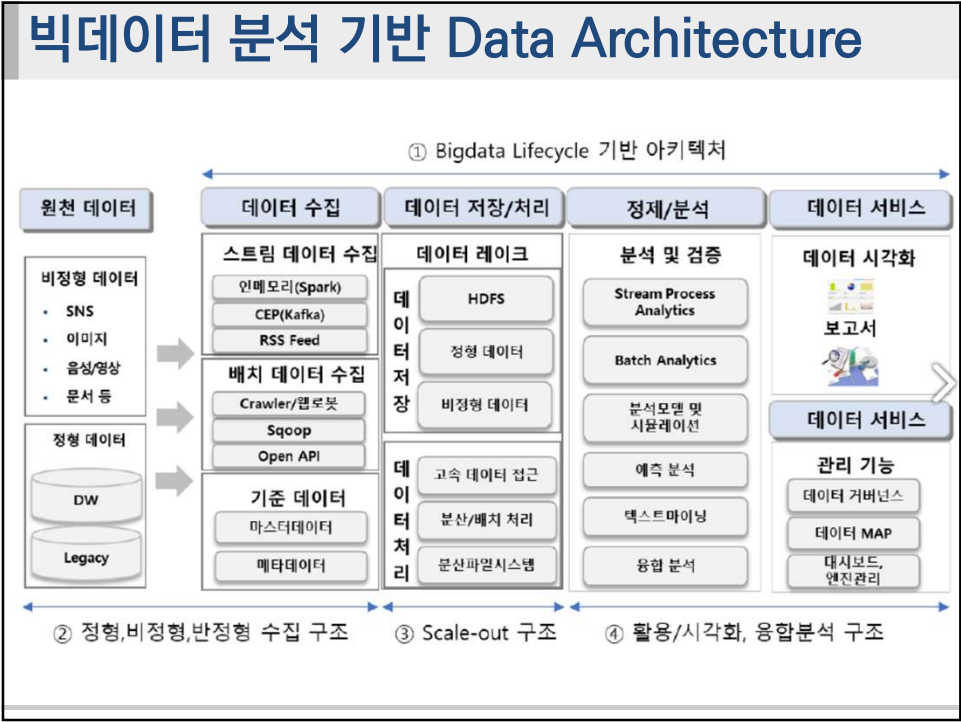 빅데이터 분석 기반 Data Architecture
① Bigdata Lifecycle 기반 아키텍처
원천 데이터
비정형 데이터
• SNS
• 이미지
• 음성/영상
• 문서 등
정형 데이터
DW
Legacy
데이터 수집
스트림 데이터 수집
인메모리(Spark)
CEP(Kafka)
RSS Feed
배치 데이터 수집
Crawler/웹로봇
Sqoop
Open API
기준 데이터
마스터데이터
메타데이터
데이터 저장/처리
데이터 레이크
데이터저장
HDFS
정형 데이터
비정형 데이터
데이터처리
고속 데이터 접근
분산/배치 처리
분산파일시스템
정제/분석
분석 및 검증
Stream Process
Analytics
Batch Analytics
분석모델 및
시뮬레이션
예측 분석
텍스트마이닝
융합 분석
데이터 서비스
데이터 시각화
보고서
데이터 서비스
관리 기능
데이터 거버넌스
데이터 MAP
대시보드,
엔진관리
② 정형,비정형,반정형 수집 구조
③ Scale-out 구조
④ 활용/시각화, 융합분석 구조